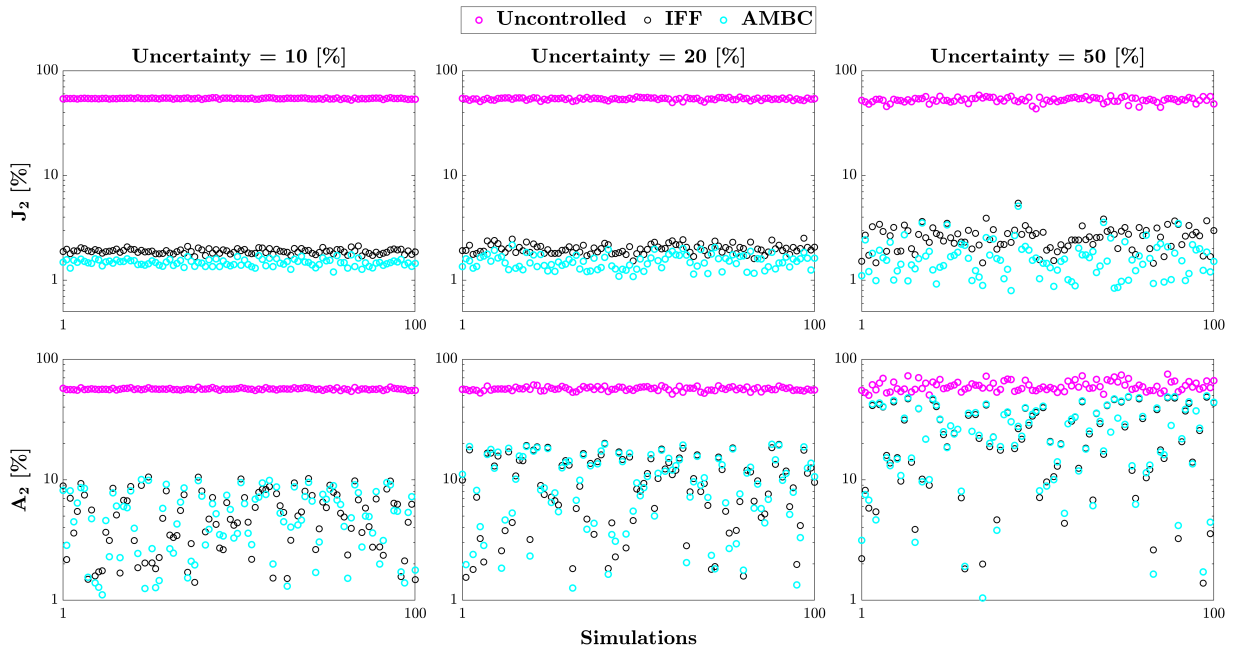 Uncontrolled IFF AMBC
Uncertainty = 10 [%] Uncertainty = 20 [%] Uncertainty = 50 [%]
J₂ [%]
100 100 100
10 10 10
1 1 1
1 100 1 100 1 100
A₂ [%]
100 100 100
10 10 10
1 1 1
1 100 1 100 1 100
Simulations